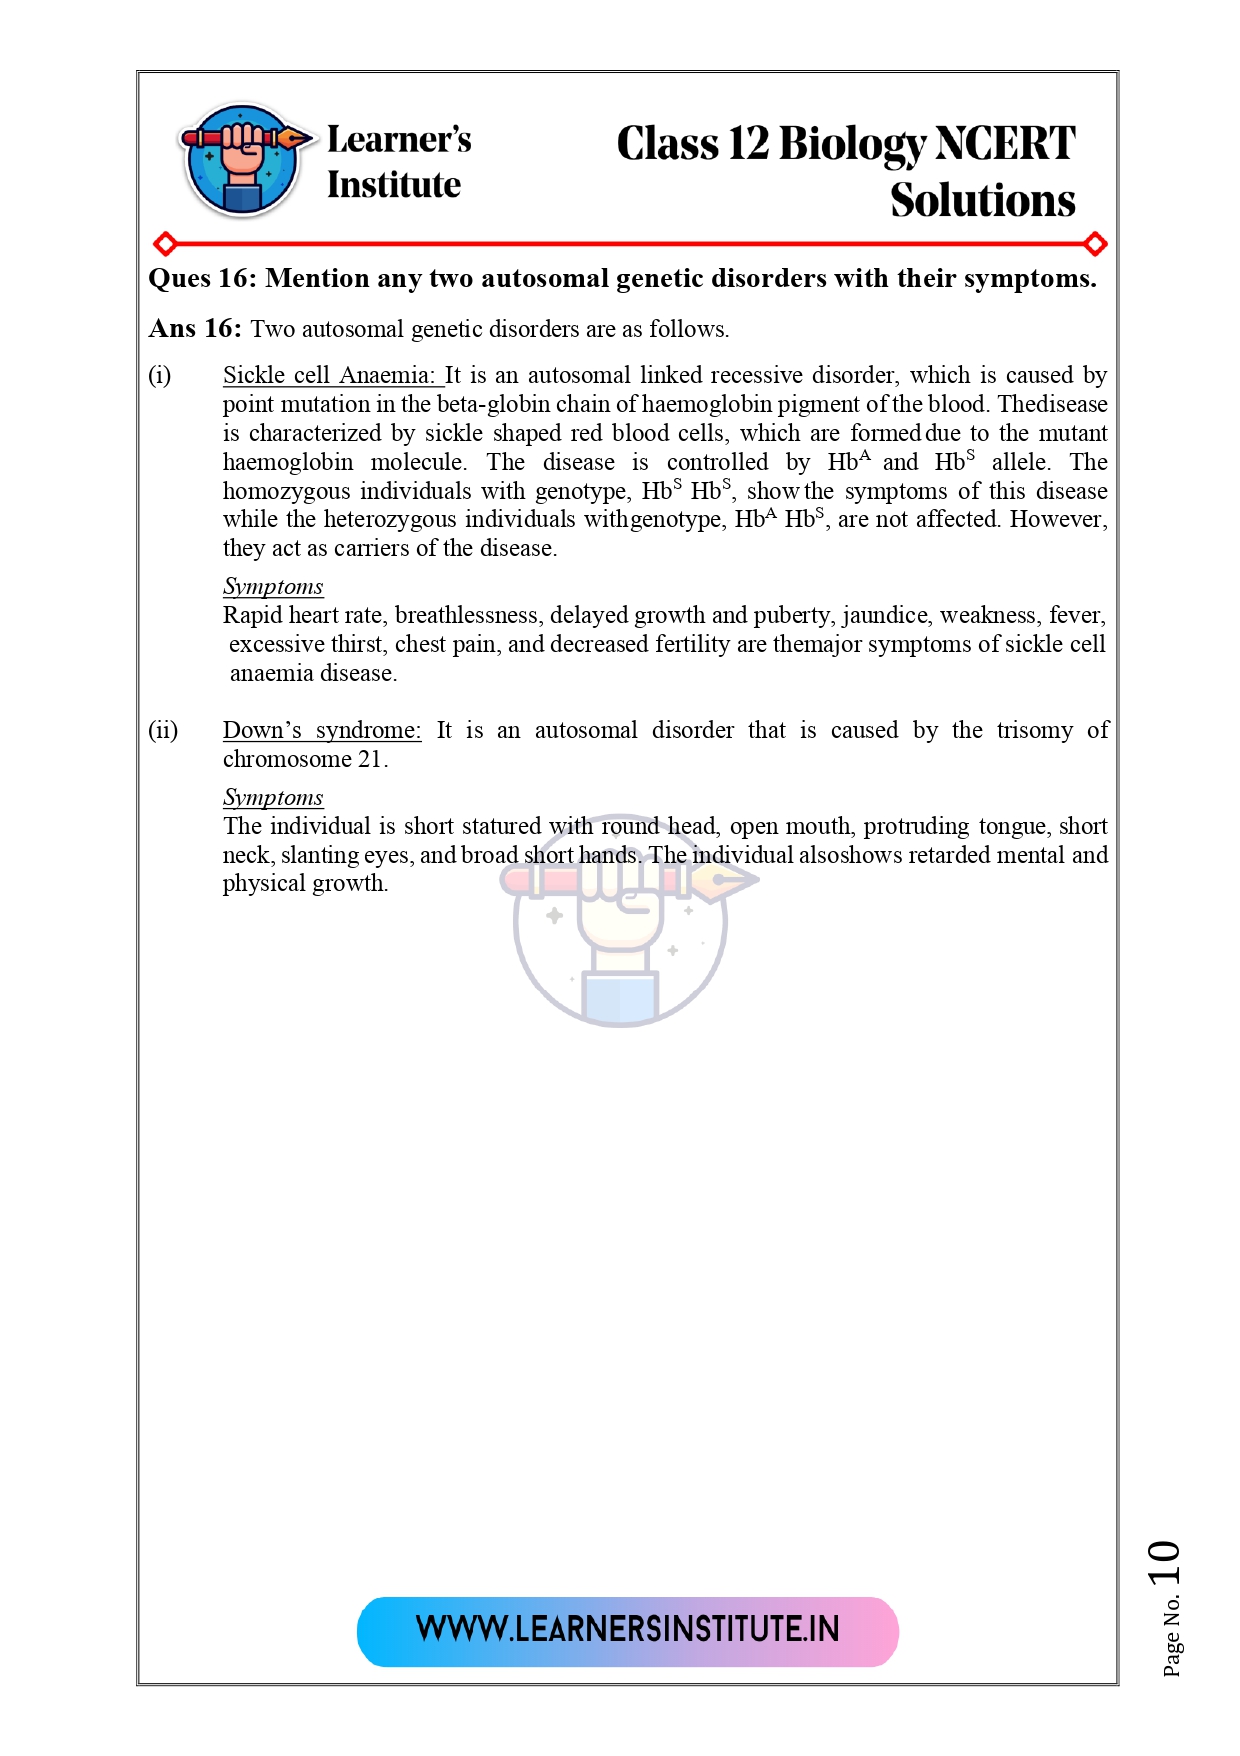 Learner's
Institute
Class 12 Biology NCERT
Solutions
Ques 16: Mention any two autosomal genetic disorders with their symptoms.
Ans 16: Two autosomal genetic disorders are as follows.
(i) Sickle cell Anaemia: It is an autosomal linked recessive disorder, which is caused by
point mutation in the beta-globin chain of haemoglobin pigment of the blood. Thedisease
is characterized by sickle shaped red blood cells, which are formed due to the mutant
haemoglobin molecule. The disease is controlled by Hb^A and Hb^S allele. The
homozygous individuals with genotype, Hb^S Hb^S, show the symptoms of this disease
while the heterozygous individuals withgenotype, Hb^A Hb^S, are not affected. However,
they act as carriers of the disease.
Symptoms
Rapid heart rate, breathlessness, delayed growth and puberty, jaundice, weakness, fever,
excessive thirst, chest pain, and decreased fertility are themajor symptoms of sickle cell
anaemia disease.
(ii) Down’s syndrome: It is an autosomal disorder that is caused by the trisomy of
chromosome 21.
Symptoms
The individual is short statured with round head, open mouth, protruding tongue, short
neck, slanting eyes, and broad short hands. The individual alsoshows retarded mental and
physical growth.
WWW.LEARNERSINSTITUTE.IN
Page No. 10